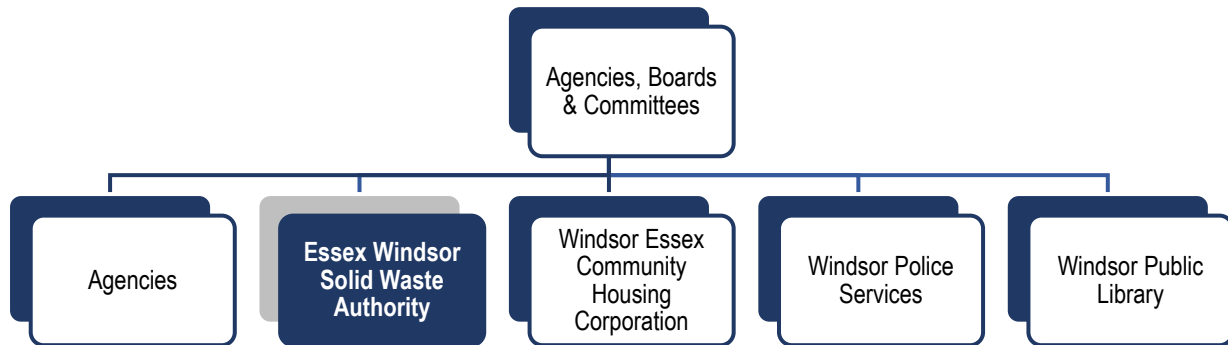 Agencies, Boards
& Committees
Agencies
Essex Windsor
Solid Waste
Authority
Windsor Essex
Community
Housing
Corporation
Windsor Police
Services
Windsor Public
Library